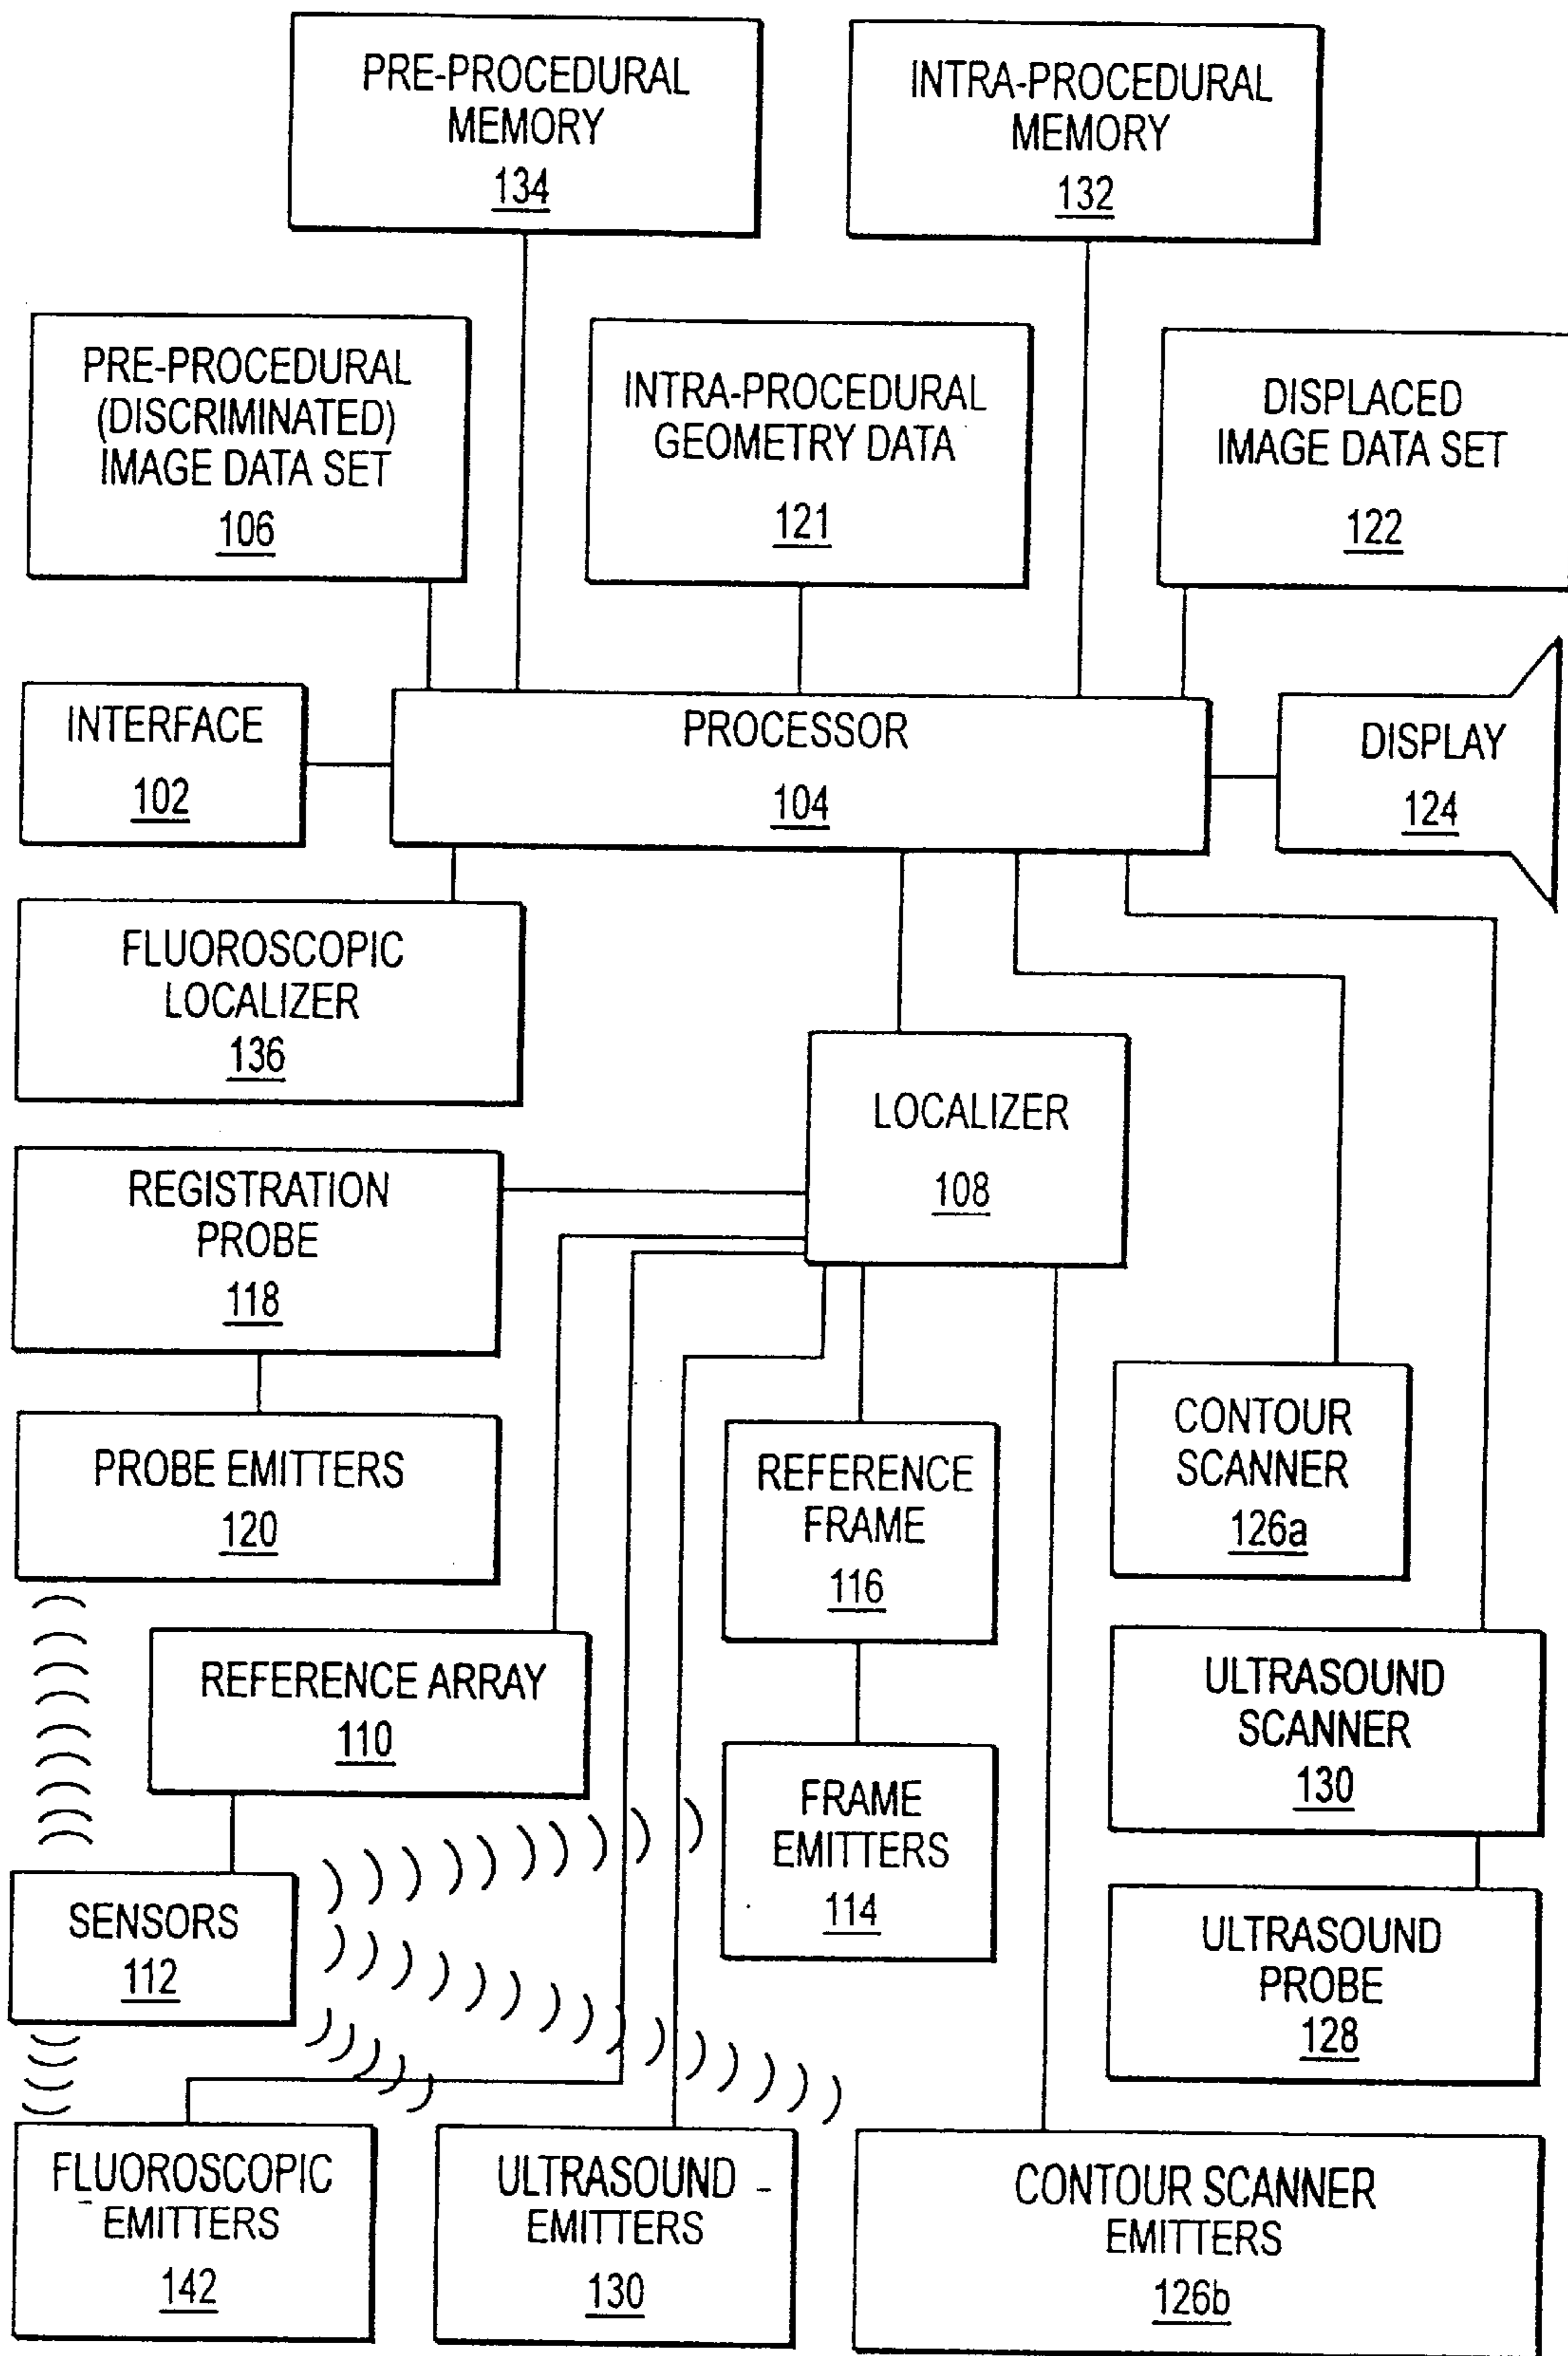 PRE-PROCEDURAL
MEMORY
134
INTRA-PROCEDURAL
MEMORY
132
PRE-PROCEDURAL
(DISCRIMINATED)
IMAGE DATA SET
106
INTRA-PROCEDURAL
GEOMETRY DATA
121
DISPLACED
IMAGE DATA SET
122
INTERFACE
102
PROCESSOR
104
DISPLAY
124
FLUOROSCOPIC
LOCALIZER
136
LOCALIZER
108
REGISTRATION
PROBE
118
PROBE EMITTERS
120
REFERENCE
FRAME
116
CONTOUR
SCANNER
126a
REFERENCE ARRAY
110
ULTRASOUND
SCANNER
130
FRAME
EMITTERS
114
SENSORS
112
ULTRASOUND
PROBE
128
FLUOROSCOPIC
EMITTERS
142
ULTRASOUND
EMITTERS
130
CONTOUR SCANNER
EMITTERS
126b